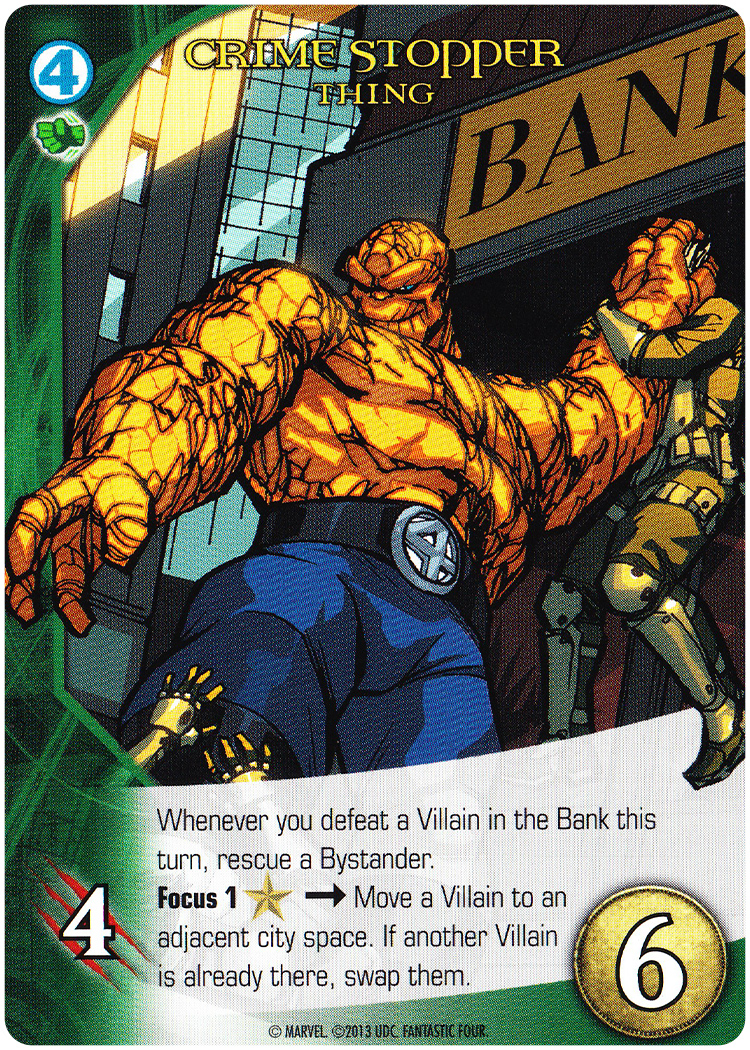 4
CRIME STOPPER
THING
BANK
4
Whenever you defeat a Villain in the Bank this
turn, rescue a Bystander.
Focus 1 ★ → Move a Villain to an
adjacent city space. If another Villain
is already there, swap them.
4
6
© MARVEL. ©2013 UDC. FANTASTIC FOUR.